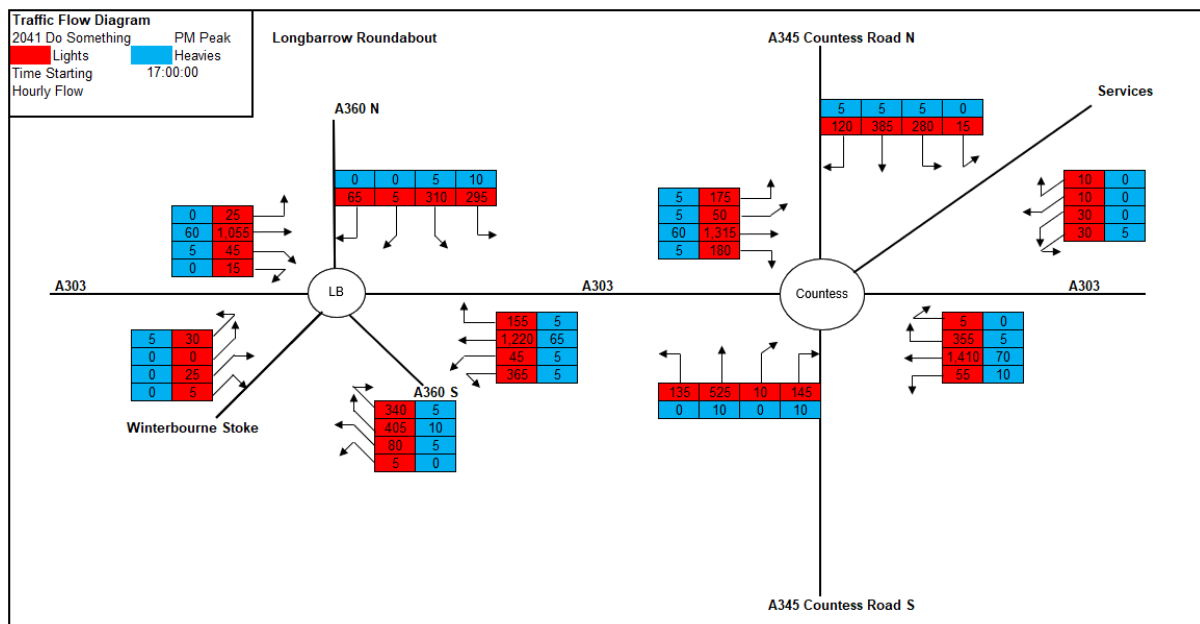 Traffic Flow Diagram
2041 Do Something PM Peak
Lights Heavies
Time Starting 17:00:00
Hourly Flow
Longbarrow Roundabout
A345 Countess Road N
Services
A360 N
5 5 5 0
120 385 280 15
0 0 5 10
65 5 310 295
0 25
60 1,055
5 45
0 15
5 175
5 50
60 1,315
5 180
10 0
10 0
30 0
30 5
A303
LB
A303
Countess
A303
5 30
0 0
0 25
0 5
155 5
1,220 65
45 5
365 5
5 0
355 5
1,410 70
55 10
135 525 10 145
0 10 0 10
A360 S
340 5
405 10
80 5
5 0
Winterbourne Stoke
A345 Countess Road S